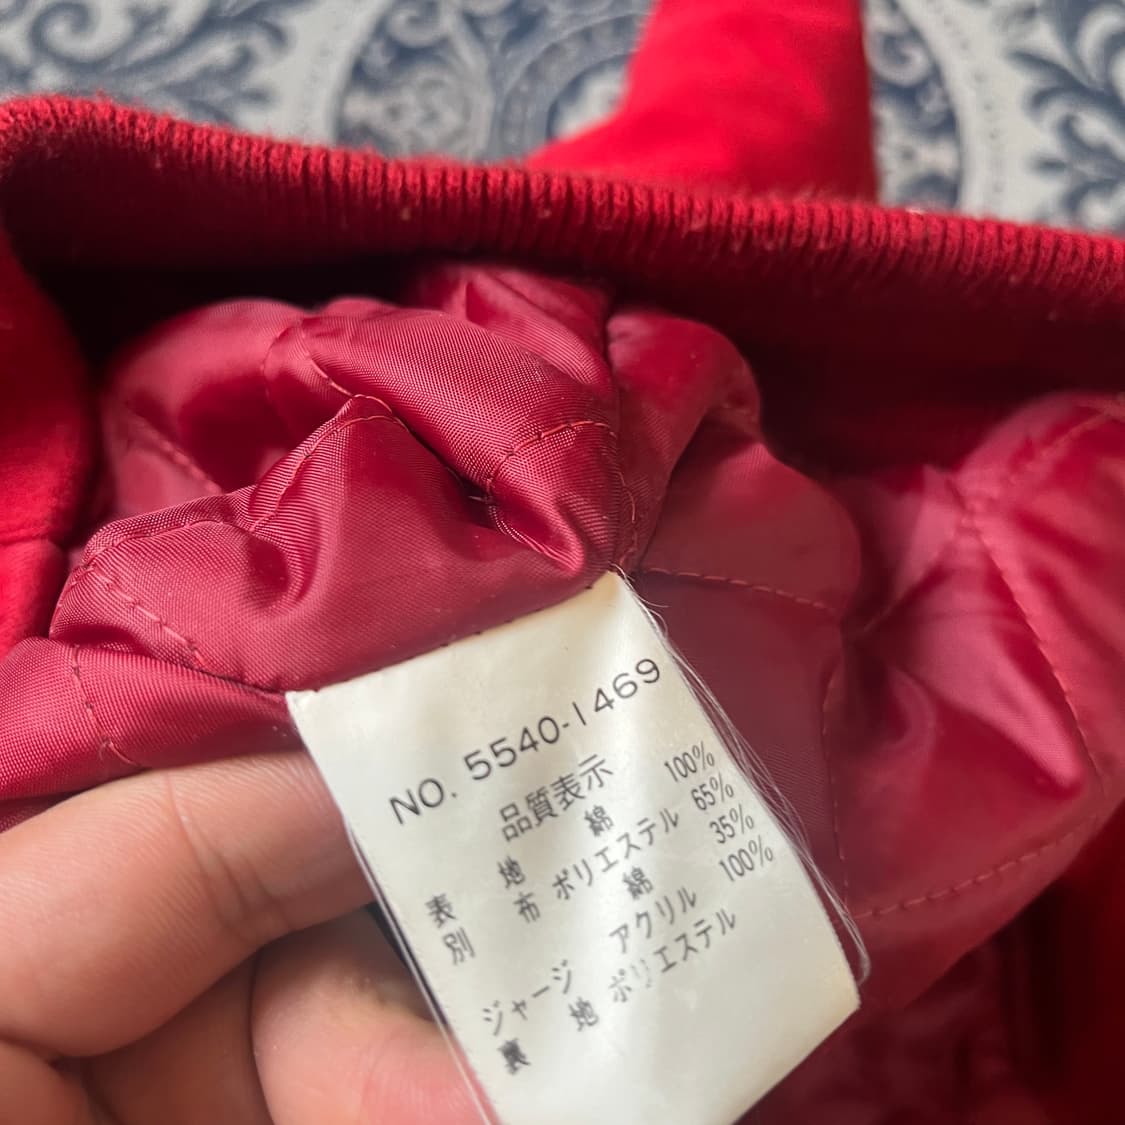 NO. 5540-1469
品質表示
表 地 綿 100%
別 布 ポリエステル 65%
綿 35%
ジャージ アクリル 100%
裏 地 ポリエステル